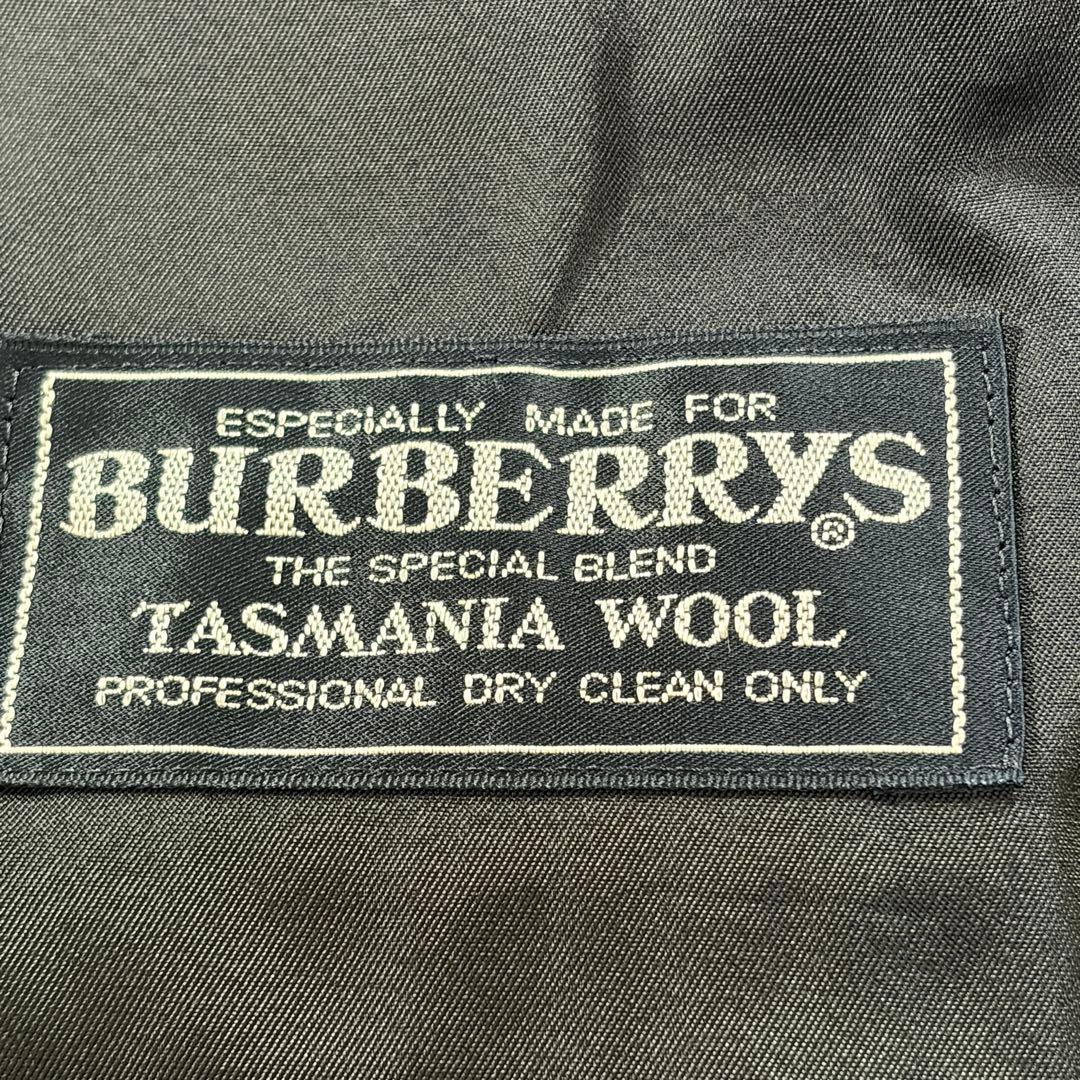 ESPECIALLY MADE FOR
BURBERRYS®
THE SPECIAL BLEND
TASMANIA WOOL
PROFESSIONAL DRY CLEAN ONLY